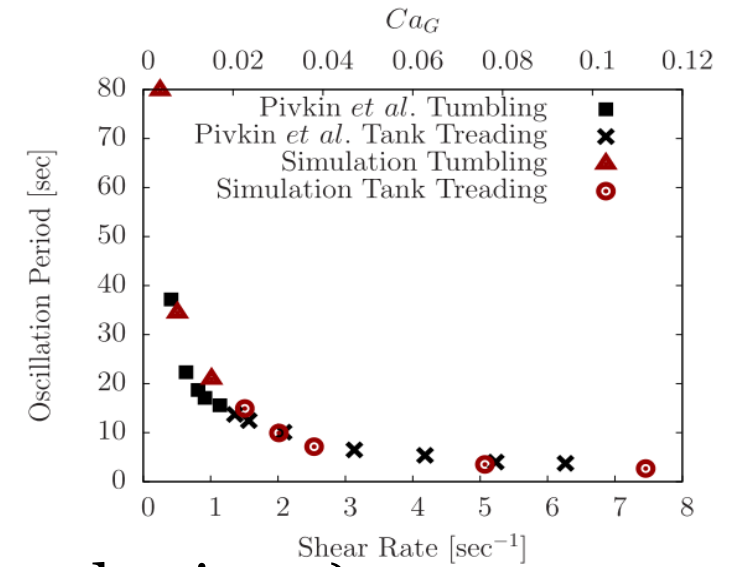 Ca_G
0 0.02 0.04 0.06 0.08 0.1 0.12
80
70
60
50
40
30
20
10
0
Oscillation Period [sec]
Pivkin et al. Tumbling
Pivkin et al. Tank Treading
Simulation Tumbling
Simulation Tank Treading
0 1 2 3 4 5 6 7 8
Shear Rate [sec⁻¹]